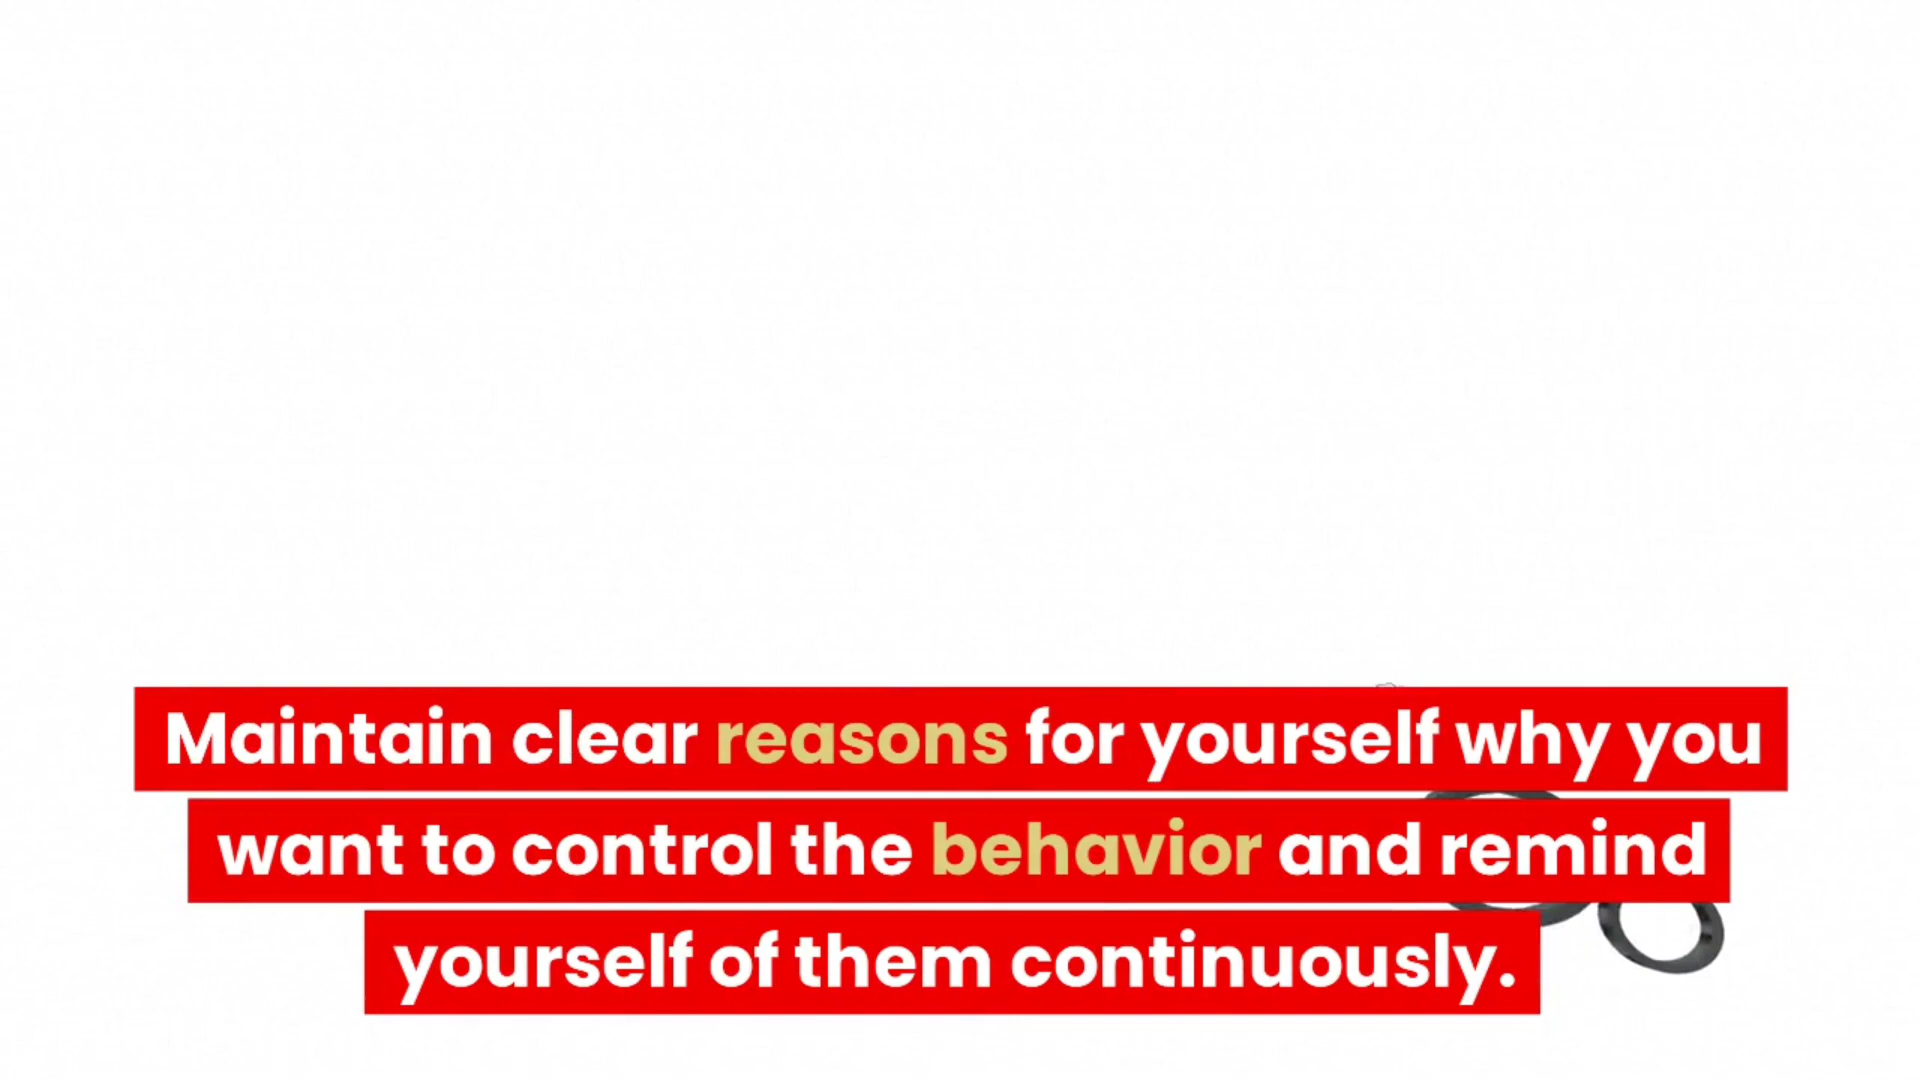 Maintain clear reasons for yourself why you
want to control the behavior and remind
yourself of them continuously.